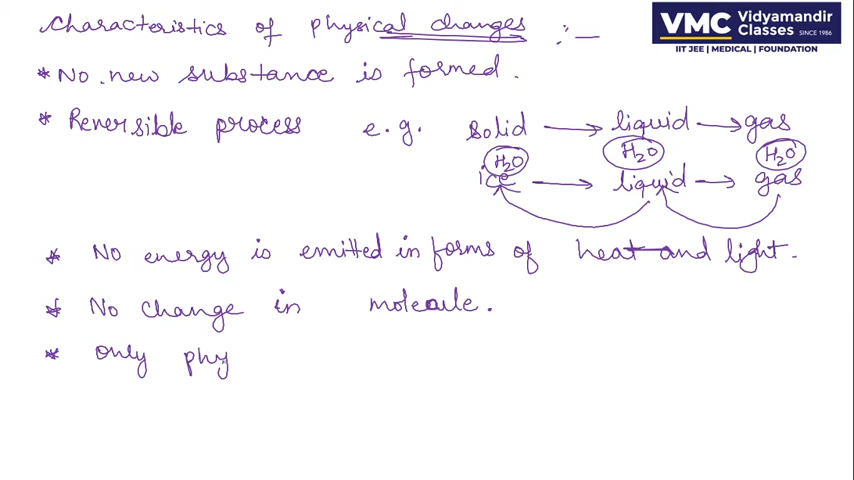 Characteristics of physical changes :-
VMC Vidyamandir Classes SINCE 1986
IIT JEE | MEDICAL | FOUNDATION
* No new substance is formed.
* Reversible process e.g. solid → liquid → gas
H2O H2O H2O
ice → liquid → gas
* No energy is emitted in forms of heat and light.
* No change in molecule.
* only phy